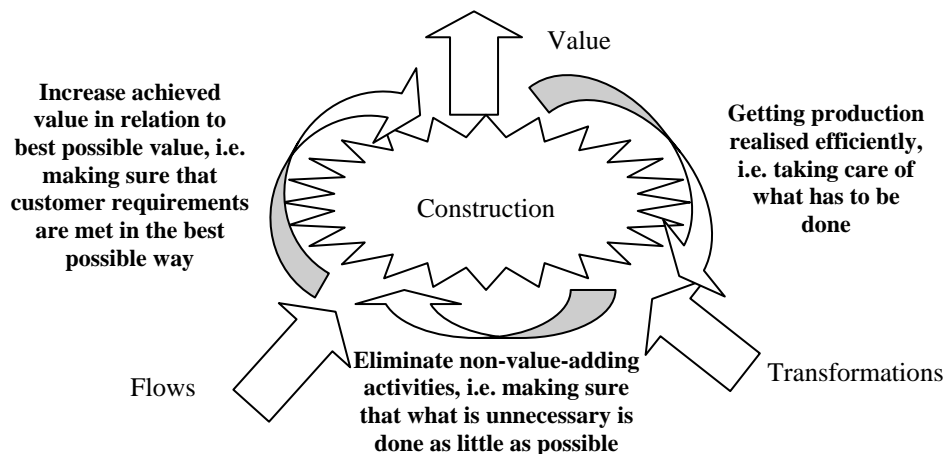 Value
Increase achieved
value in relation to
best possible value, i.e.
making sure that
customer requirements
are met in the best
possible way
Getting production
realised efficiently,
i.e. taking care of
what has to be
done
Construction
Flows
Eliminate non-value-adding
activities, i.e. making sure
that what is unnecessary is
done as little as possible
Transformations